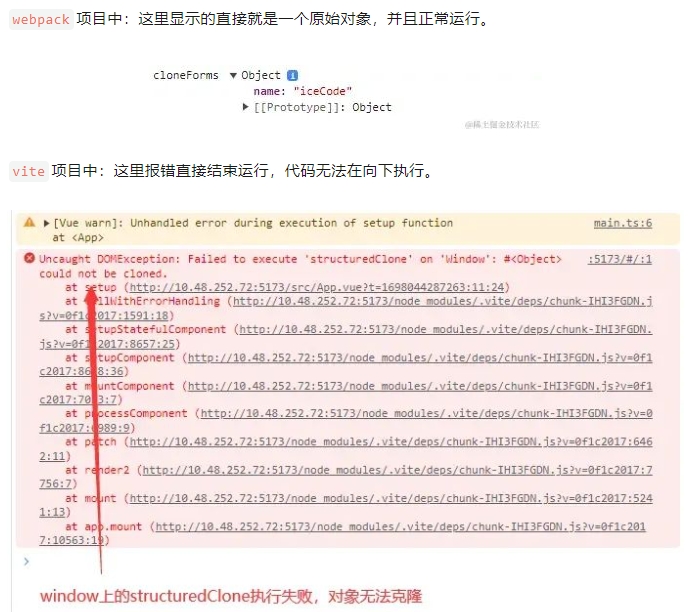 webpack 项目中：这里显示的直接就是一个原始对象，并且正常运行。
cloneForms ▼ Object i
name: "iceCode"
▶ [[Prototype]]: Object
@稀土掘金技术社区
vite 项目中：这里报错直接结束运行，代码无法在向下执行。
▶ [Vue warn]: Unhandled error during execution of setup function main.ts:6
at <App>
Uncaught DOMException: Failed to execute 'structuredClone' on 'Window': #<Object> :5173/#/:1
could not be cloned.
at setup (http://10.48.252.72:5173/src/App.vue?t=1698044287263:11:24)
at callWithErrorHandling (http://10.48.252.72:5173/node_modules/.vite/deps/chunk-IHI3FGDN.j
s?v=0f1c2017:1591:18)
at setupStatefulComponent (http://10.48.252.72:5173/node_modules/.vite/deps/chunk-IHI3FGDN.
js?v=0f1c2017:8657:25)
at setupComponent (http://10.48.252.72:5173/node_modules/.vite/deps/chunk-IHI3FGDN.js?v=0f1
c2017:8618:36)
at mountComponent (http://10.48.252.72:5173/node_modules/.vite/deps/chunk-IHI3FGDN.js?v=0f1
at processComponent (http://10.48.252.72:5173/node_modules/.vite/deps/chunk-IHI3FGDN.js?v=0
f1c2017:6989:9)
at patch (http://10.48.252.72:5173/node_modules/.vite/deps/chunk-IHI3FGDN.js?v=0f1c2017:646
2:11)
at render2 (http://10.48.252.72:5173/node_modules/.vite/deps/chunk-IHI3FGDN.js?v=0f1c2017:7
756:7)
at mount (http://10.48.252.72:5173/node_modules/.vite/deps/chunk-IHI3FGDN.js?v=0f1c2017:524
1:13)
at app.mount (http://10.48.252.72:5173/node_modules/.vite/deps/chunk-IHI3FGDN.js?v=0f1c201
7:10563:19)
window上的structuredClone执行失败，对象无法克隆